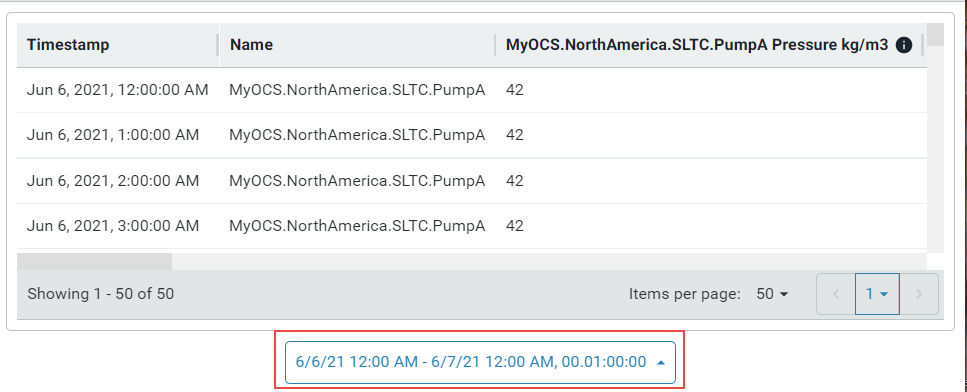 Timestamp Name MyOCS.NorthAmerica.SLTC.PumpA Pressure kg/m3
Jun 6, 2021, 12:00:00 AM MyOCS.NorthAmerica.SLTC.PumpA 42
Jun 6, 2021, 1:00:00 AM MyOCS.NorthAmerica.SLTC.PumpA 42
Jun 6, 2021, 2:00:00 AM MyOCS.NorthAmerica.SLTC.PumpA 42
Jun 6, 2021, 3:00:00 AM MyOCS.NorthAmerica.SLTC.PumpA 42
Showing 1 - 50 of 50 Items per page: 50 1
6/6/21 12:00 AM - 6/7/21 12:00 AM, 00.01:00:00